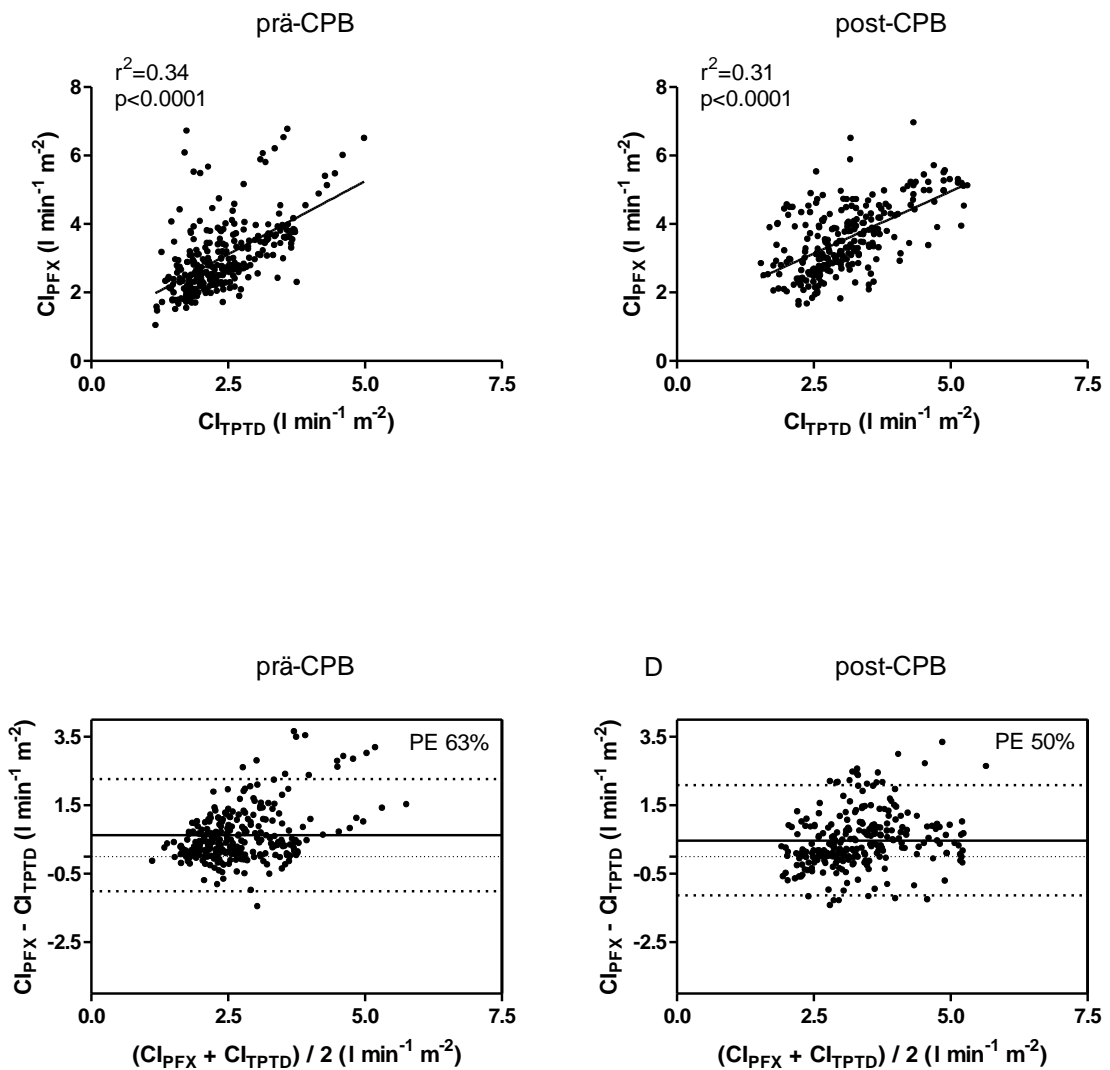 prä-CPB
r²=0.34
p<0.0001
8
6
4
2
0
0.0 2.5 5.0 7.5
CI_PFX (l min⁻¹ m⁻²)
CI_TPTD (l min⁻¹ m⁻²)
post-CPB
r²=0.31
p<0.0001
8
6
4
2
0
0.0 2.5 5.0 7.5
CI_PFX (l min⁻¹ m⁻²)
CI_TPTD (l min⁻¹ m⁻²)
prä-CPB
PE 63%
3.5
1.5
-0.5
-2.5
0.0 2.5 5.0 7.5
CI_PFX - CI_TPTD (l min⁻¹ m⁻²)
(CI_PFX + CI_TPTD) / 2 (l min⁻¹ m⁻²)
D
post-CPB
PE 50%
3.5
1.5
-0.5
-2.5
0.0 2.5 5.0 7.5
CI_PFX - CI_TPTD (l min⁻¹ m⁻²)
(CI_PFX + CI_TPTD) / 2 (l min⁻¹ m⁻²)